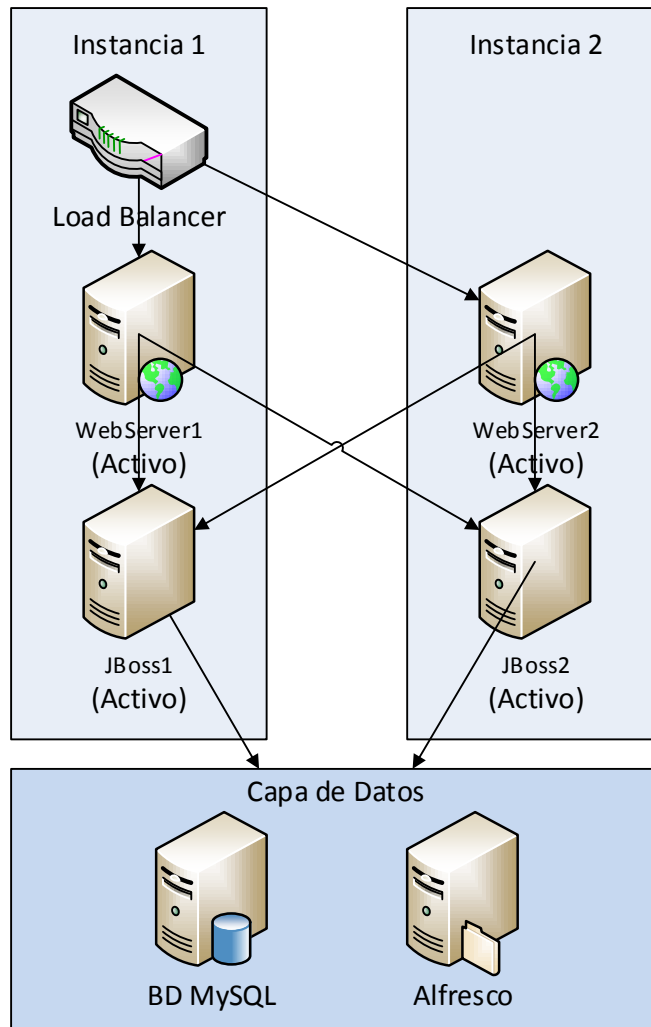 Instancia 1
Instancia 2
Load Balancer
WebServer1
(Activo)
WebServer2
(Activo)
JBoss1
(Activo)
JBoss2
(Activo)
Capa de Datos
BD MySQL
Alfresco